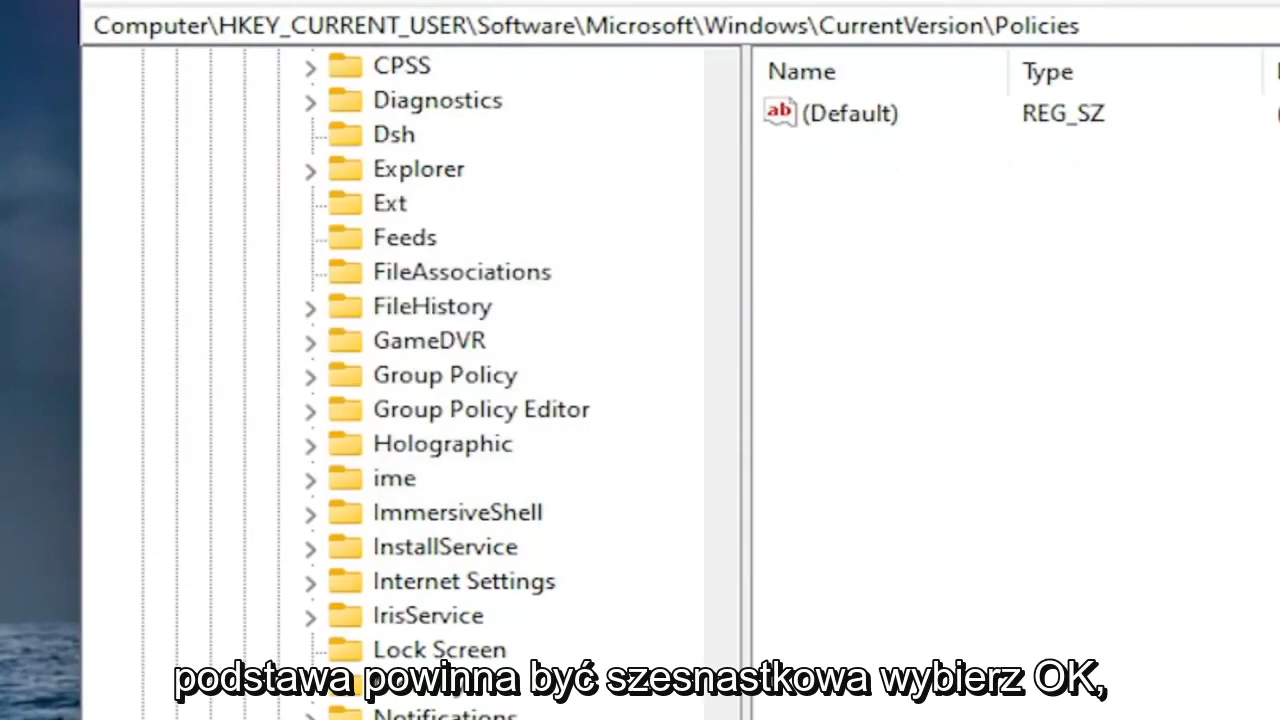 Computer\HKEY_CURRENT_USER\Software\Microsoft\Windows\CurrentVersion\Policies
Name Type
(Default) REG_SZ
CPSS
Diagnostics
Dsh
Explorer
Ext
Feeds
FileAssociations
FileHistory
GameDVR
Group Policy
Group Policy Editor
Holographic
ime
ImmersiveShell
InstallService
Internet Settings
IrisService
Lock Screen
Notifications
podstawa powinna być szesnastkowa wybierz OK,